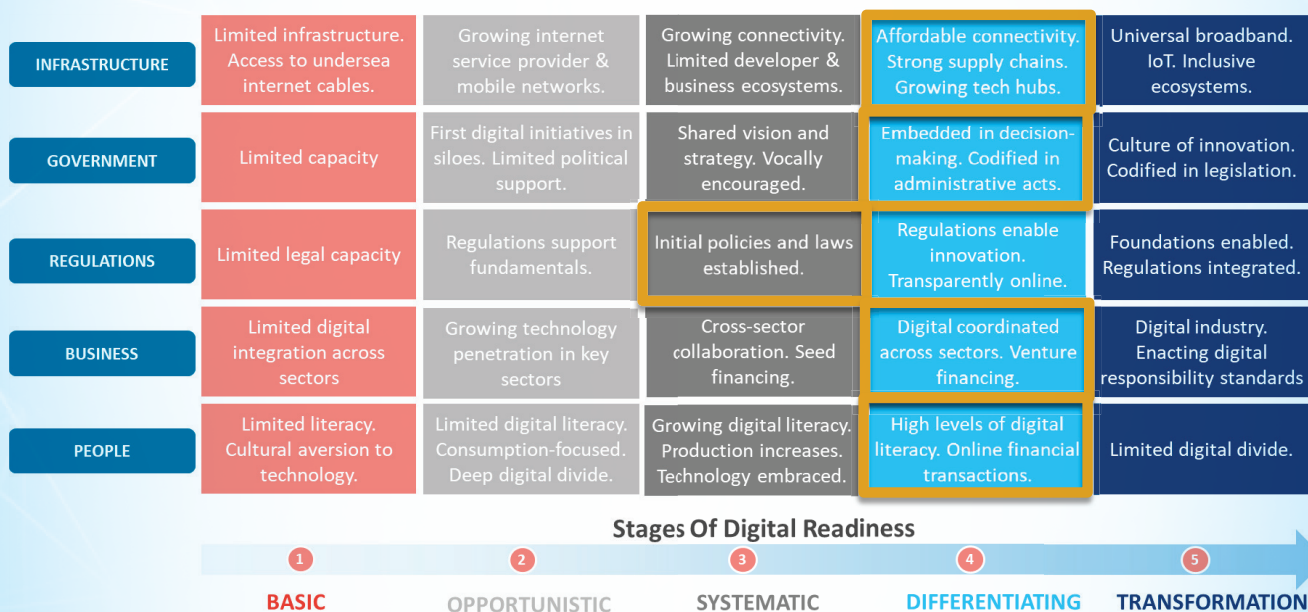 INFRASTRUCTURE
Limited infrastructure.
Access to undersea
internet cables.
Growing internet
service provider &
mobile networks.
Growing connectivity.
Limited developer &
business ecosystems.
Affordable connectivity.
Strong supply chains.
Growing tech hubs.
Universal broadband.
IoT. Inclusive
ecosystems.
GOVERNMENT
Limited capacity
First digital initiatives in
siloes. Limited political
support.
Shared vision and
strategy. Vocally
encouraged.
Embedded in decision-
making. Codified in
administrative acts.
Culture of innovation.
Codified in legislation.
REGULATIONS
Limited legal capacity
Regulations support
fundamentals.
Initial policies and laws
established.
Regulations enable
innovation.
Transparently online.
Foundations enabled.
Regulations integrated.
BUSINESS
Limited digital
integration across
sectors
Growing technology
penetration in key
sectors
Cross-sector
collaboration. Seed
financing.
Digital coordinated
across sectors. Venture
financing.
Digital industry.
Enacting digital
responsibility standards
PEOPLE
Limited literacy.
Cultural aversion to
technology.
Limited digital literacy.
Consumption-focused.
Deep digital divide.
Growing digital literacy.
Production increases.
Technology embraced.
High levels of digital
literacy. Online financial
transactions.
Limited digital divide.
Stages Of Digital Readiness
1
2
3
4
5
BASIC
OPPORTUNISTIC
SYSTEMATIC
DIFFERENTIATING
TRANSFORMATION